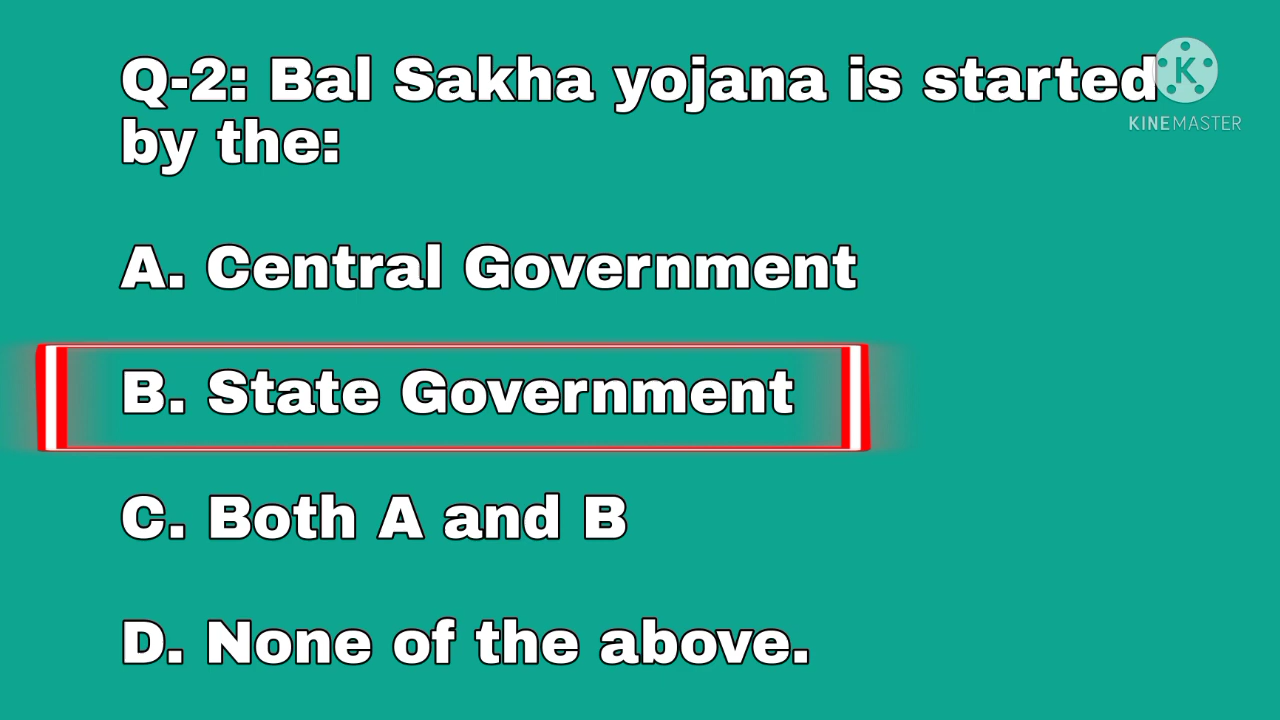 Q-2: Bal Sakha yojana is started
by the:
A. Central Government
B. State Government
C. Both A and B
D. None of the above.
K
KINEMASTER